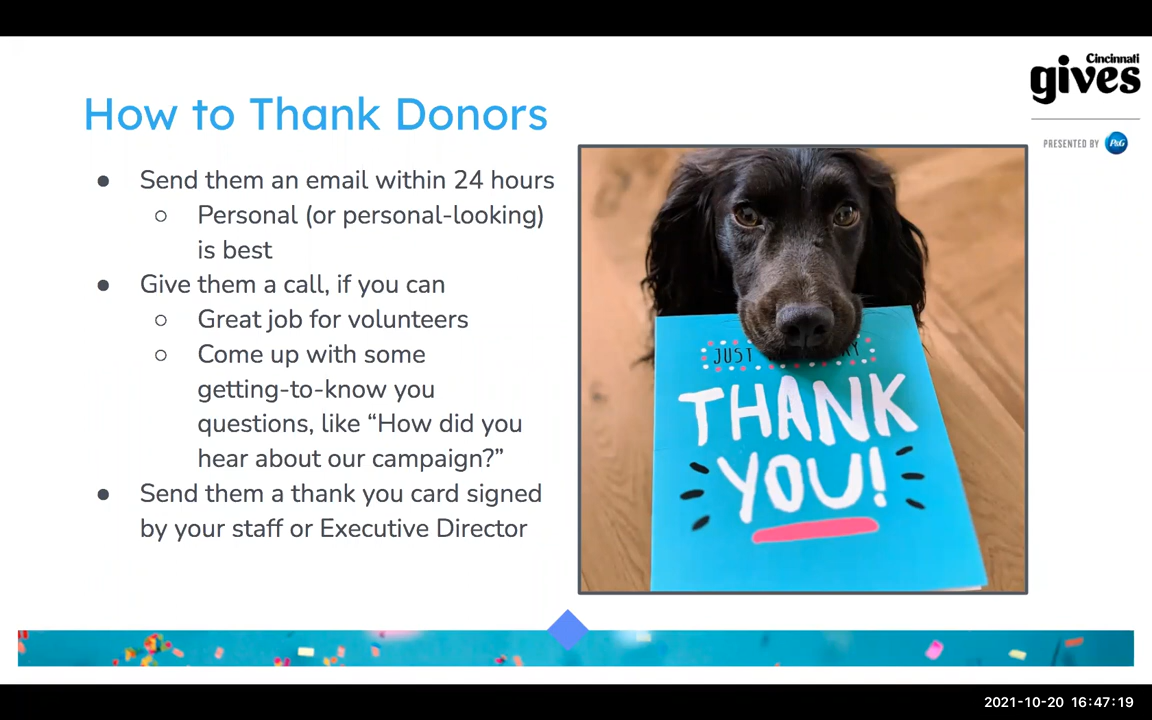 Cincinnati
gives
PRESENTED BY P&G
How to Thank Donors
● Send them an email within 24 hours
○ Personal (or personal-looking)
is best
● Give them a call, if you can
○ Great job for volunteers
○ Come up with some
getting-to-know you
questions, like “How did you
hear about our campaign?”
● Send them a thank you card signed
by your staff or Executive Director
JUST
THANK
YOU!
2021-10-20 16:47:19